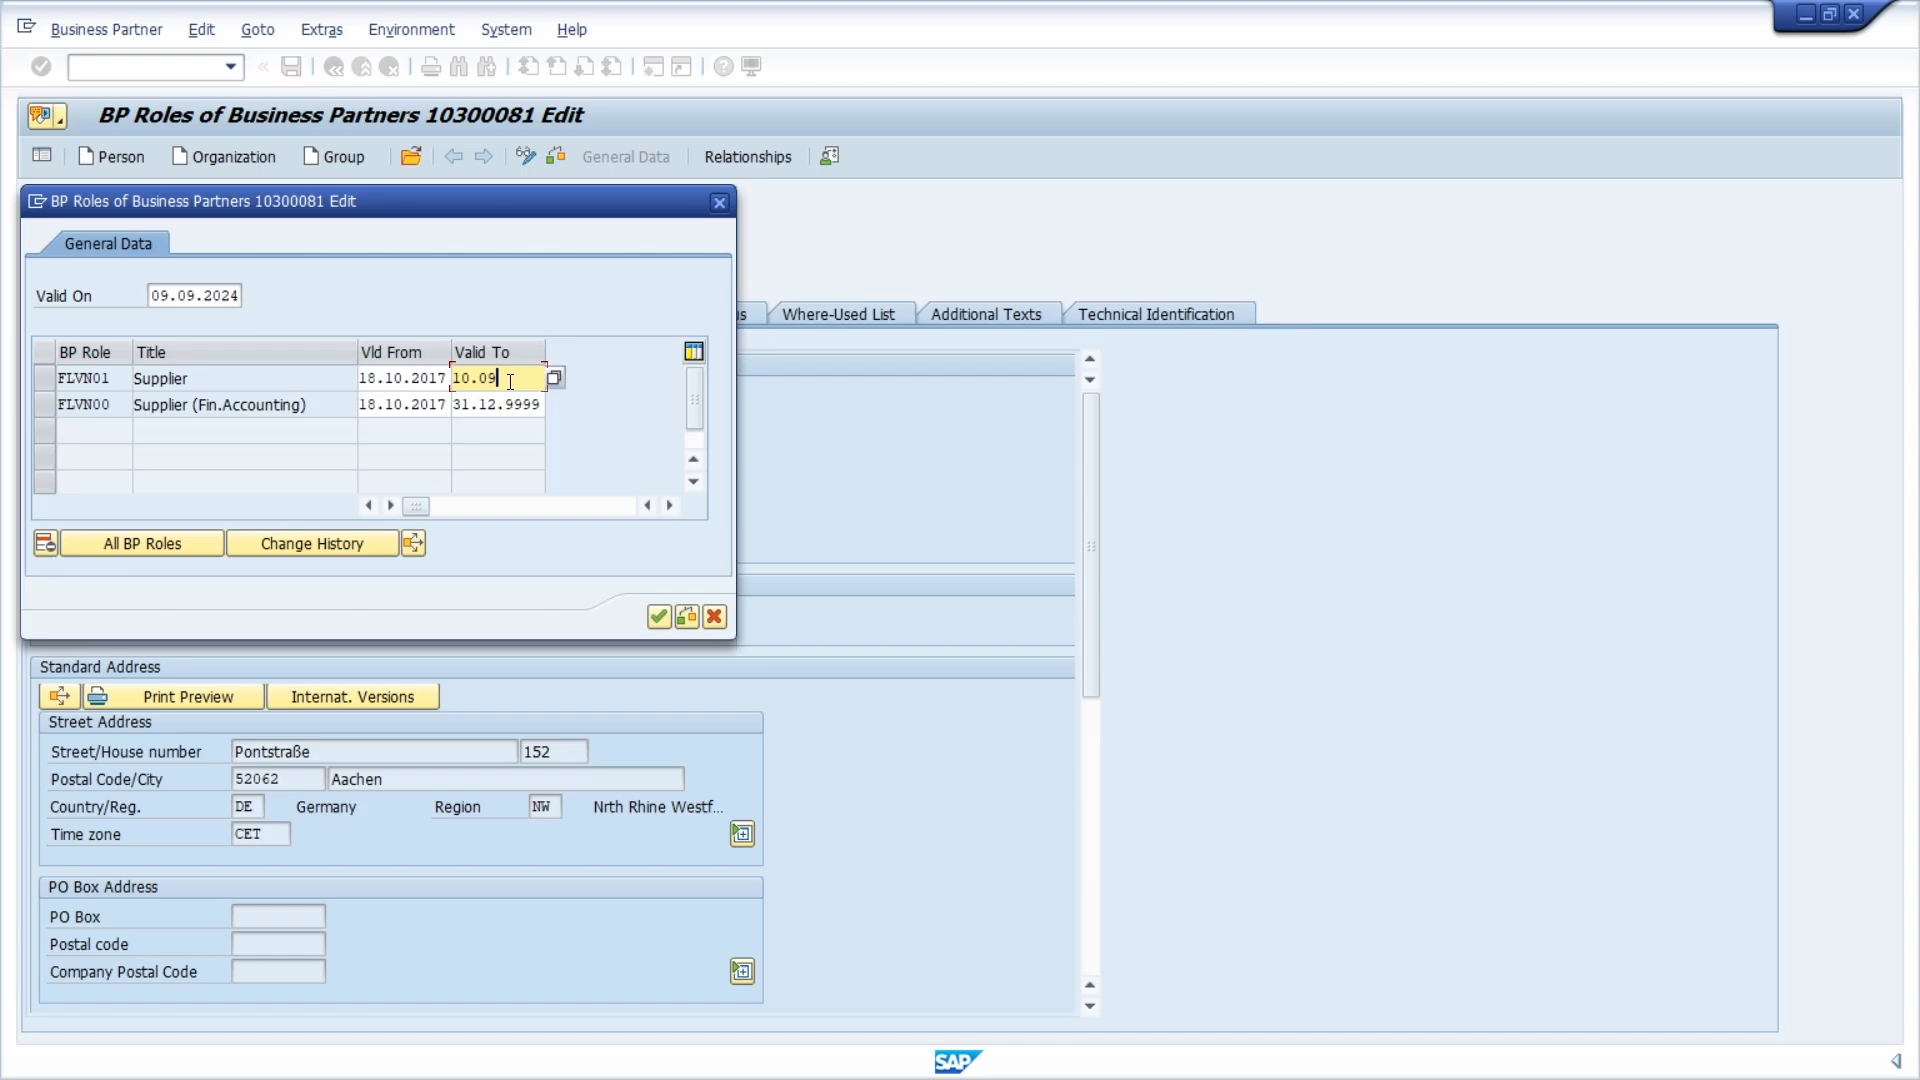 Business Partner Edit Goto Extras Environment System Help
BP Roles of Business Partners 10300081 Edit
Person Organization Group General Data Relationships
BP Roles of Business Partners 10300081 Edit
General Data
Valid On 09.09.2024
us Where-Used List Additional Texts Technical Identification
BP Role Title Vld From Valid To
FLVN01 Supplier 18.10.2017 10.09
FLVN00 Supplier (Fin.Accounting) 18.10.2017 31.12.9999
All BP Roles Change History
Standard Address
Print Preview Internat. Versions
Street Address
Street/House number Pontstraße 152
Postal Code/City 52062 Aachen
Country/Reg. DE Germany Region NW Nrth Rhine Westf...
Time zone CET
PO Box Address
PO Box
Postal code
Company Postal Code
SAP